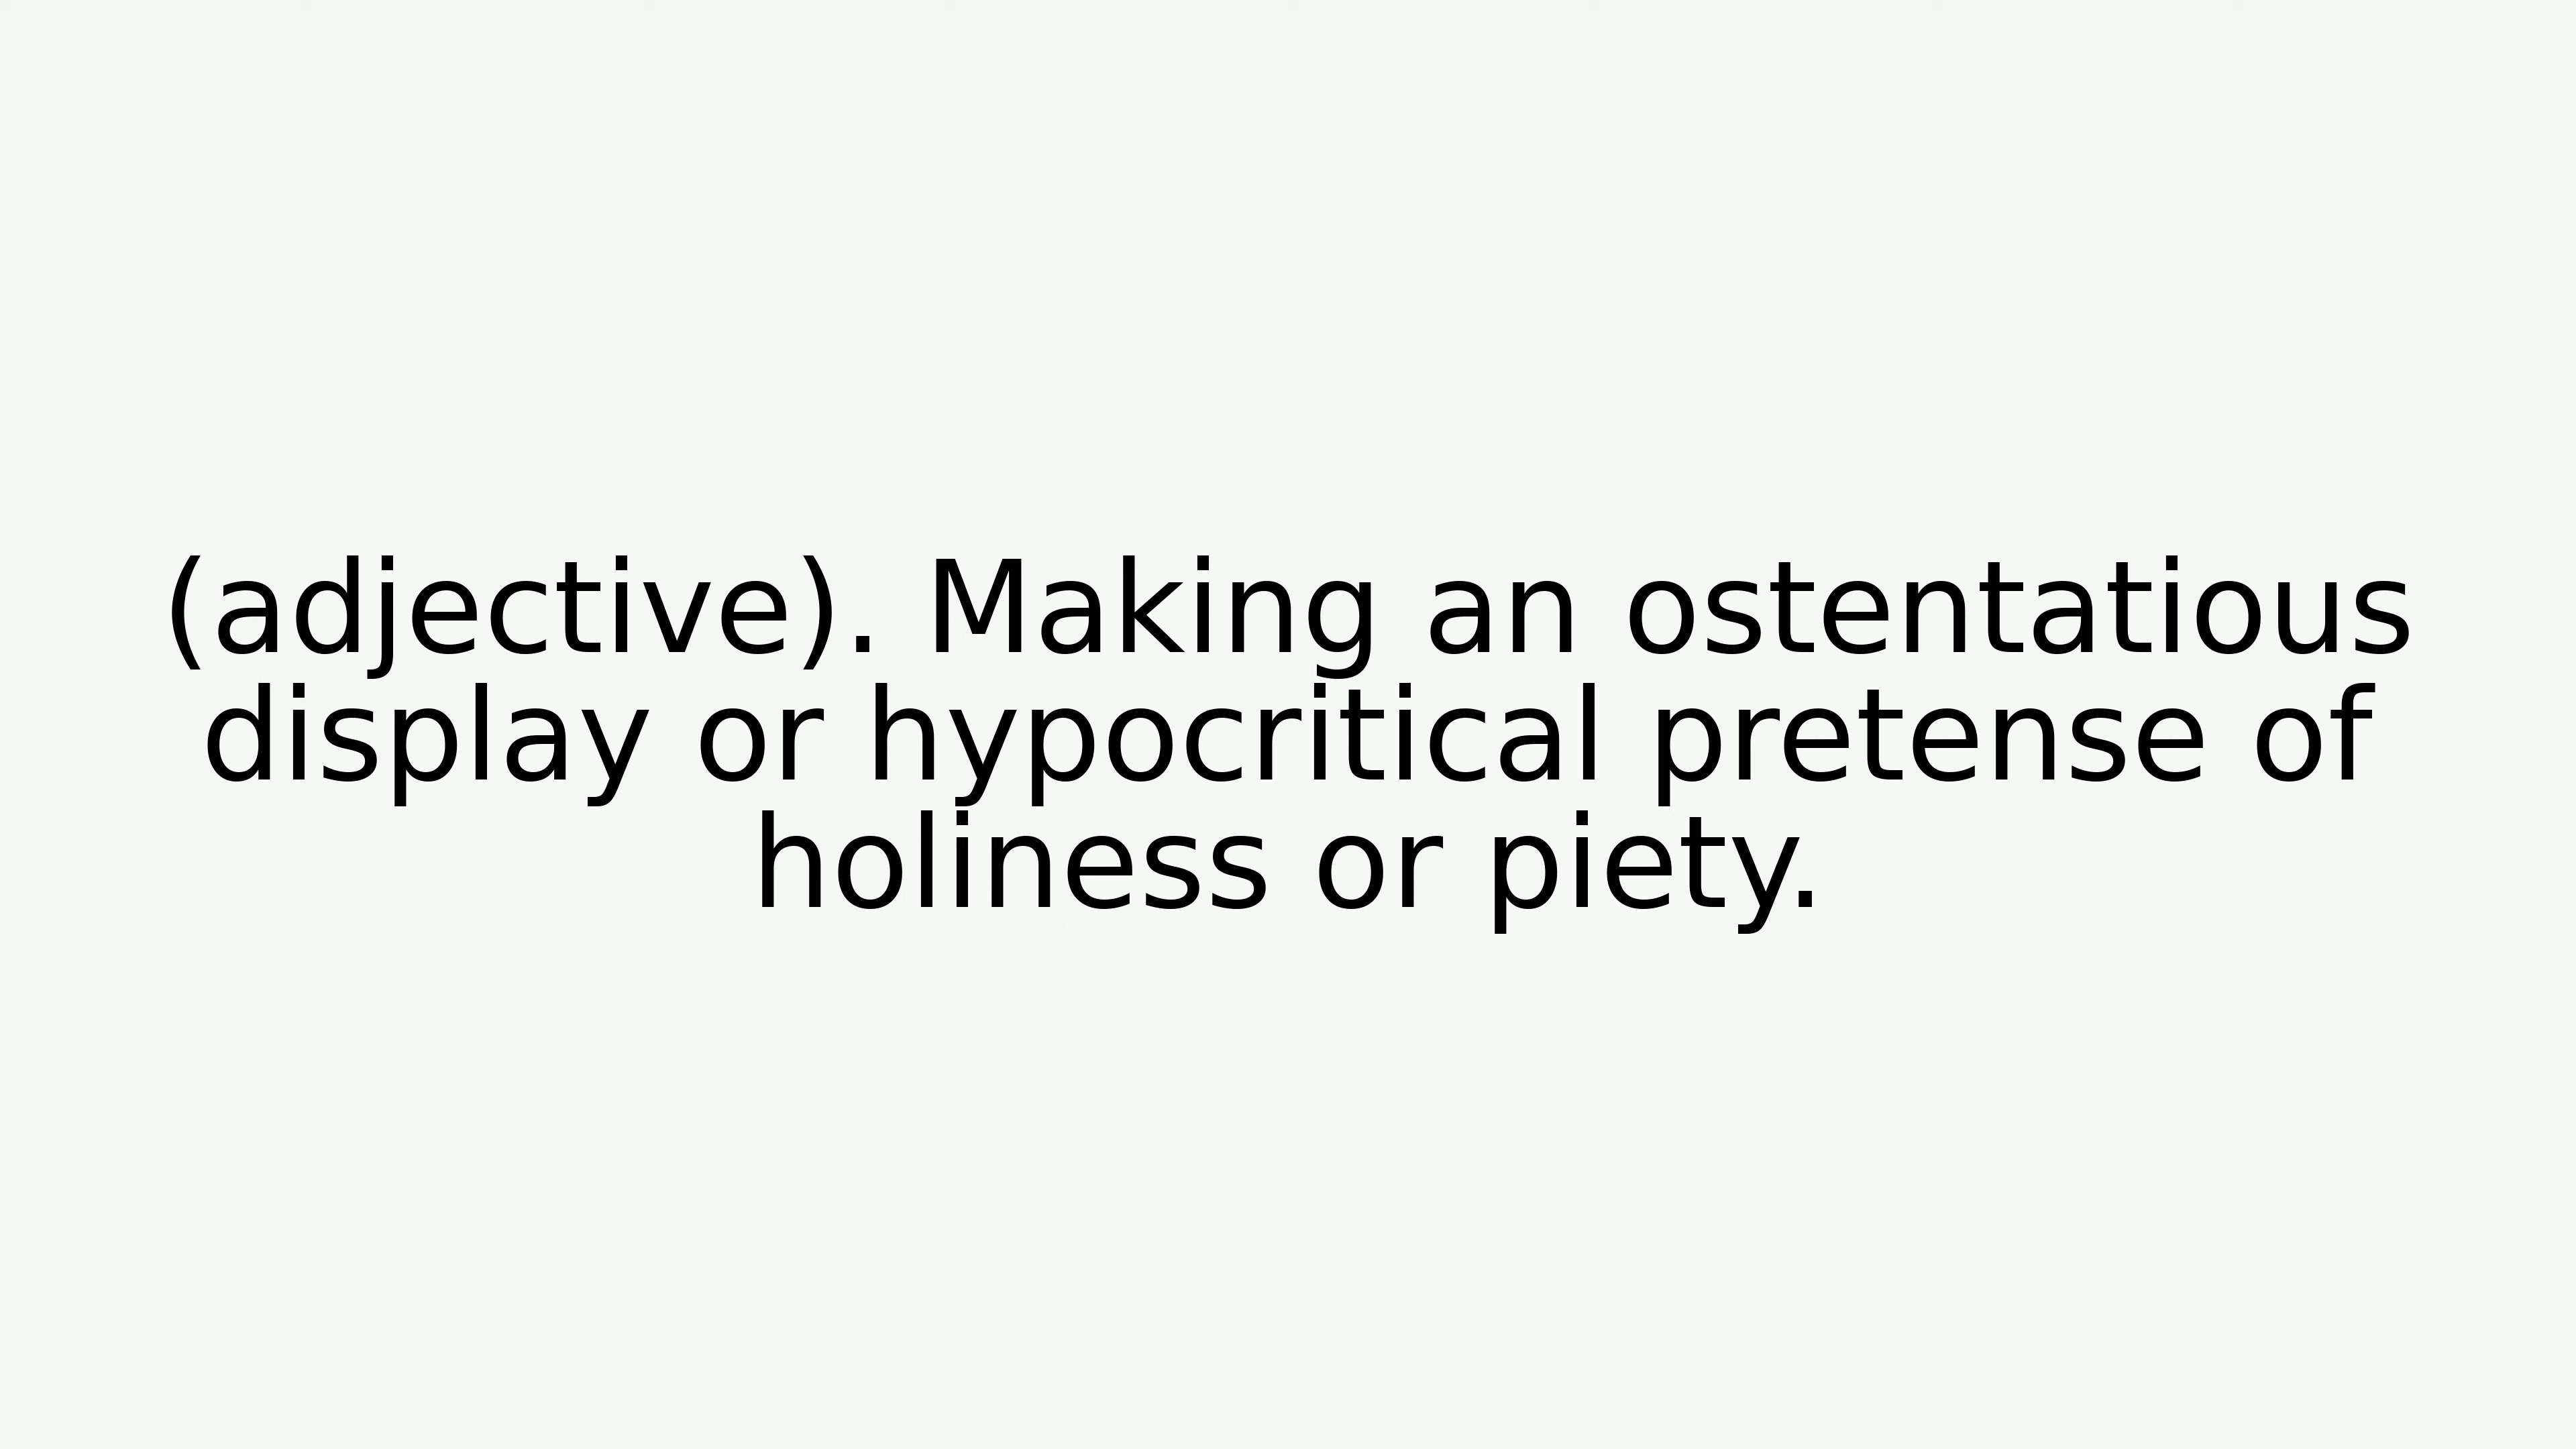 (adjective). Making an ostentatious
display or hypocritical pretense of
holiness or piety.